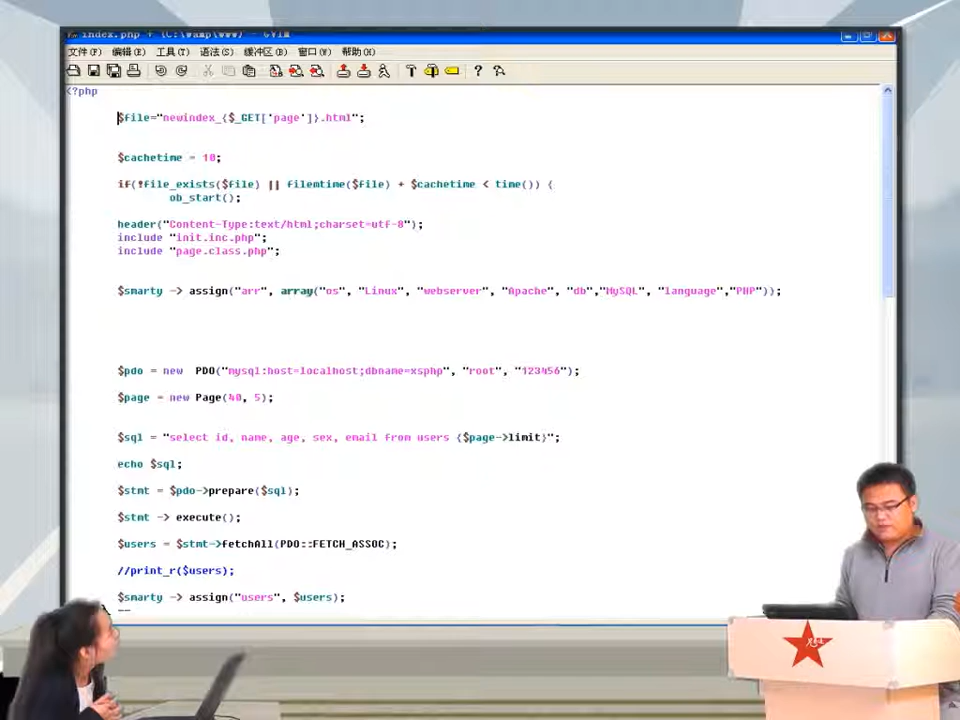 index.php + (C:\wamp\www) - GVIM
文件(F) 编辑(E) 工具(T) 语法(S) 缓冲区(B) 窗口(W) 帮助(H)
<?php
$file="newindex_{$_GET['page']}.html";
$cachetime = 10;
if(!file_exists($file) || filemtime($file) + $cachetime < time()) {
ob_start();
header("Content-Type:text/html;charset=utf-8");
include "init.inc.php";
include "page.class.php";
$smarty -> assign("arr", array("os", "Linux", "webserver", "Apache", "db","MySQL", "language","PHP"));
$pdo = new PDO("mysql:host=localhost;dbname=xsphp", "root", "123456");
$page = new Page(40, 5);
$sql = "select id, name, age, sex, email from users {$page->limit}";
echo $sql;
$stmt = $pdo->prepare($sql);
$stmt -> execute();
$users = $stmt->fetchAll(PDO::FETCH_ASSOC);
//print_r($users);
$smarty -> assign("users", $users);